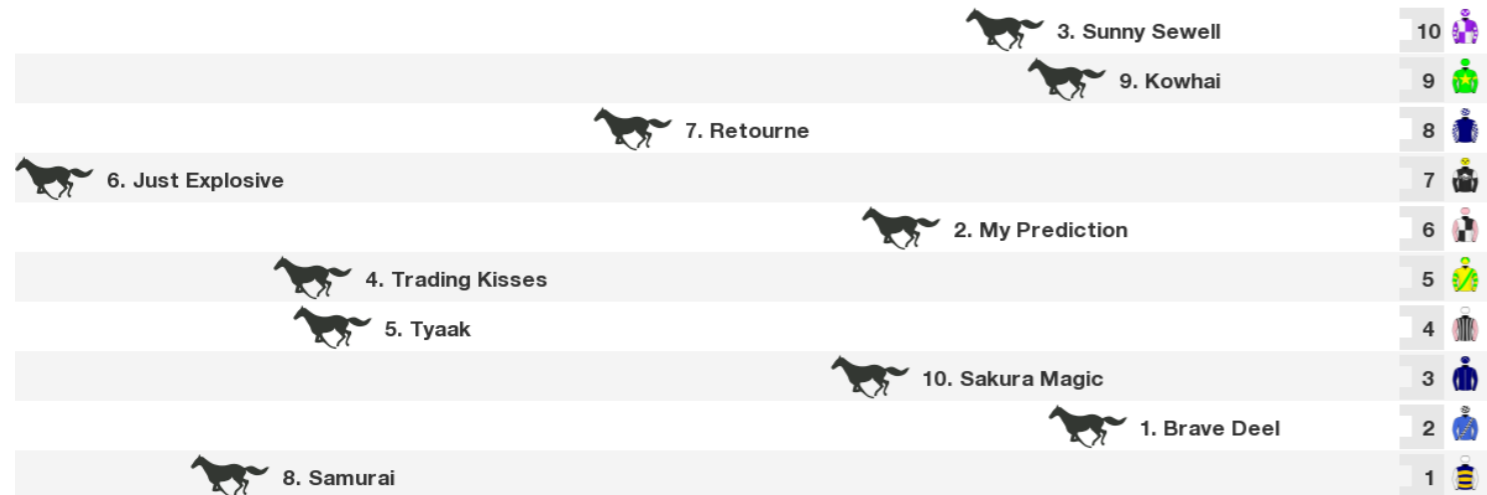 3. Sunny Sewell 10
9. Kowhai 9
7. Retourne 8
6. Just Explosive 7
2. My Prediction 6
4. Trading Kisses 5
5. Tyaak 4
10. Sakura Magic 3
1. Brave Deel 2
8. Samurai 1